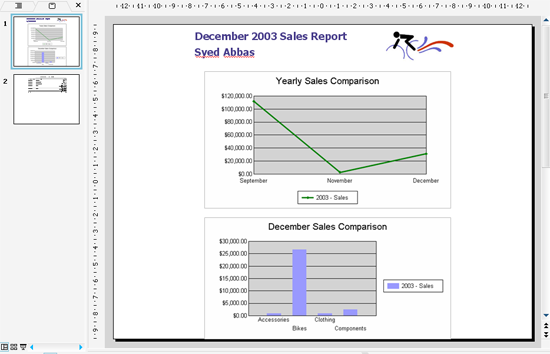 December 2003 Sales Report
Syed Abbas
Yearly Sales Comparison
$120,000.00
$100,000.00
$80,000.00
$60,000.00
$40,000.00
$20,000.00
$0.00
September November December
2003 - Sales
December Sales Comparison
$30,000.00
$25,000.00
$20,000.00
$15,000.00
$10,000.00
$5,000.00
$0.00
Accessories Clothing
Bikes Components
2003 - Sales
1
2